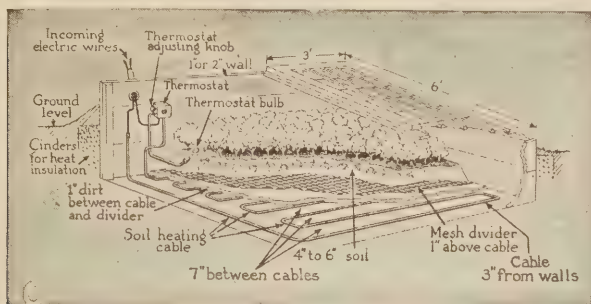 Incoming
electric wires
Thermostat
adjusting knob
1" or 2" wall
3'
6'
Thermostat
Ground
level
Thermostat bulb
Cinders
for heat
insulation
1" dirt
between cable
and divider
Soil heating
cable
4" to 6" soil
7" between cables
Mesh divider
1" above cable
Cable
3" from walls